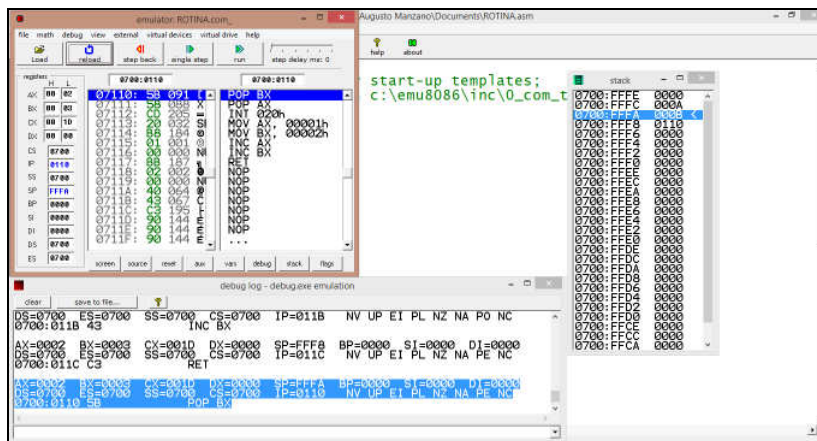 emulator: ROTINA.com_
Augusto Manzano\Documents\ROTINA.asm
file math debug view external virtual devices virtual drive help
Load reload step back single step run step delay ms: 0
help about
registers
H L
AX 00 02
BX 00 03
CX 00 1D
DX 00 00
CS 0700
IP 0110
SS 0700
SP FFFA
BP 0000
SI 0000
DI 0000
DS 0700
ES 0700
0700:0110
0700:0110
07110: 5B 091 [
07111: 58 088 X
07112: CD 205 =
07113: 20 032
07114: B8 184
07115: 01 001
07116: 00 000
07117: BB 187
07118: 02 002
07119: 00 000
0711A: 40 064 @
0711B: 43 067 C
0711C: C3 195
0711D: 90 144 É
0711E: 90 144 É
0711F: 90 144 É
POP BX
POP AX
INT 020h
MOV AX, 00001h
MOV BX, 00002h
INC AX
INC BX
RET
NOP
NOP
NOP
NOP
NOP
NOP
NOP
...
screen source reset aux vars debug stack flags
start-up templates;
c:\emu8086\inc\0_com_t
stack
0700:FFFE 0000
0700:FFFC 000A
0700:FFFA 000B <
0700:FFF8 0110
0700:FFF6 0000
0700:FFF4 0000
0700:FFF2 0000
0700:FFF0 0000
0700:FFEE 0000
0700:FFEC 0000
0700:FFEA 0000
0700:FFE8 0000
0700:FFE6 0000
0700:FFE4 0000
0700:FFE2 0000
0700:FFE0 0000
0700:FFDE 0000
0700:FFDC 0000
0700:FFDA 0000
0700:FFD8 0000
0700:FFD6 0000
0700:FFD4 0000
0700:FFD2 0000
0700:FFD0 0000
0700:FFCE 0000
0700:FFCC 0000
0700:FFCA 0000
debug log - debug.exe emulation
clear save to file... ?
DS=0700 ES=0700 SS=0700 CS=0700 IP=011B NV UP EI PL NZ NA PO NC
0700:011B 43 INC BX
AX=0002 BX=0003 CX=001D DX=0000 SP=FFF8 BP=0000 SI=0000 DI=0000
DS=0700 ES=0700 SS=0700 CS=0700 IP=011C NV UP EI PL NZ NA PE NC
0700:011C C3 RET
AX=0002 BX=0003 CX=001D DX=0000 SP=FFFA BP=0000 SI=0000 DI=0000
DS=0700 ES=0700 SS=0700 CS=0700 IP=0110 NV UP EI PL NZ NA PE NC
0700:0110 5B POP BX